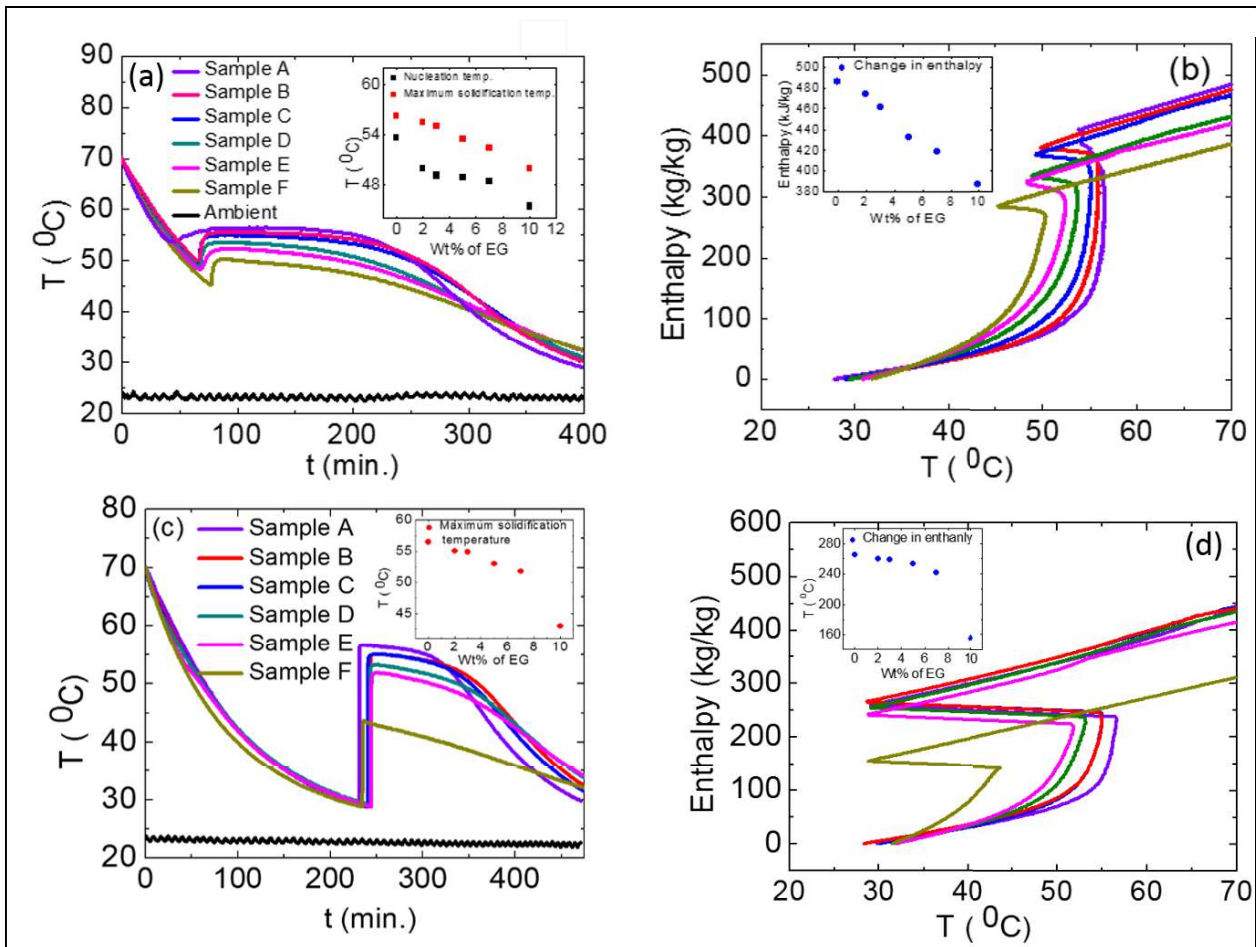 (a)
90
80
70
60
50
40
30
20
T (⁰C)
0 100 200 300 400
t (min.)
Sample A
Sample B
Sample C
Sample D
Sample E
Sample F
Ambient
Nucleation temp.
Maximum solidification temp.
60
54
48
T (⁰C)
0 2 4 6 8 10 12
Wt% of EG
(b)
500
400
300
200
100
0
Enthalpy (kg/kg)
20 30 40 50 60 70
T (⁰C)
Change in enthalpy
500
480
460
440
420
400
380
Enthalpy (kJ/kg)
0 2 4 6 8 10
Wt% of EG
(c)
80
70
60
50
40
30
20
T (⁰C)
0 100 200 300 400
t (min.)
Sample A
Sample B
Sample C
Sample D
Sample E
Sample F
Maximum solidification
temperature
60
55
50
45
T (⁰C)
0 2 4 6 8 10
Wt% of EG
(d)
600
500
400
300
200
100
0
Enthalpy (kg/kg)
20 30 40 50 60 70
T (⁰C)
Change in enthanly
280
240
200
160
T (⁰C)
0 2 4 6 8 10
Wt% of EG